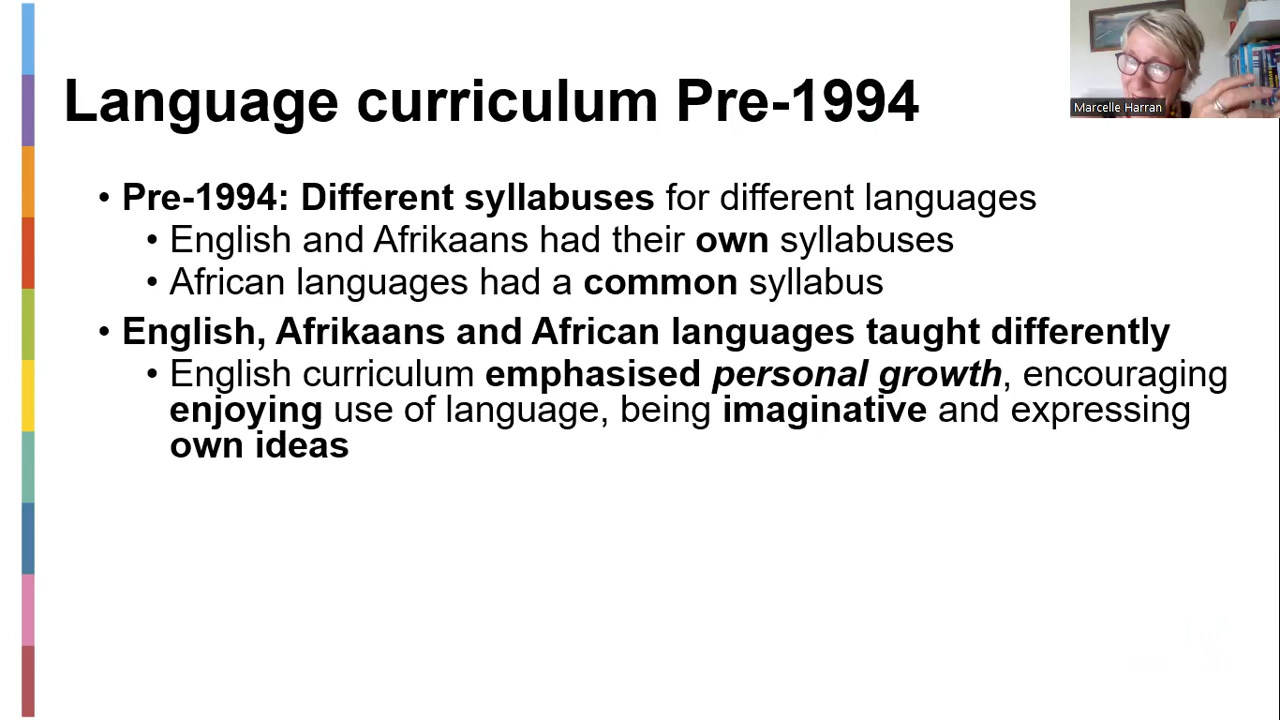 Language curriculum Pre-1994
Marcelle Harran
• Pre-1994: Different syllabuses for different languages
• English and Afrikaans had their own syllabuses
• African languages had a common syllabus
• English, Afrikaans and African languages taught differently
• English curriculum emphasised personal growth, encouraging
enjoying use of language, being imaginative and expressing
own ideas